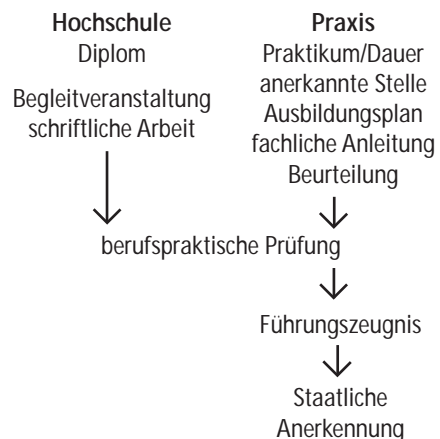 Hochschule
Diplom
Begleitveranstaltung
schriftliche Arbeit
Praxis
Praktikum/Dauer
anerkannte Stelle
Ausbildungsplan
fachliche Anleitung
Beurteilung
berufspraktische Prüfung
Führungszeugnis
Staatliche
Anerkennung